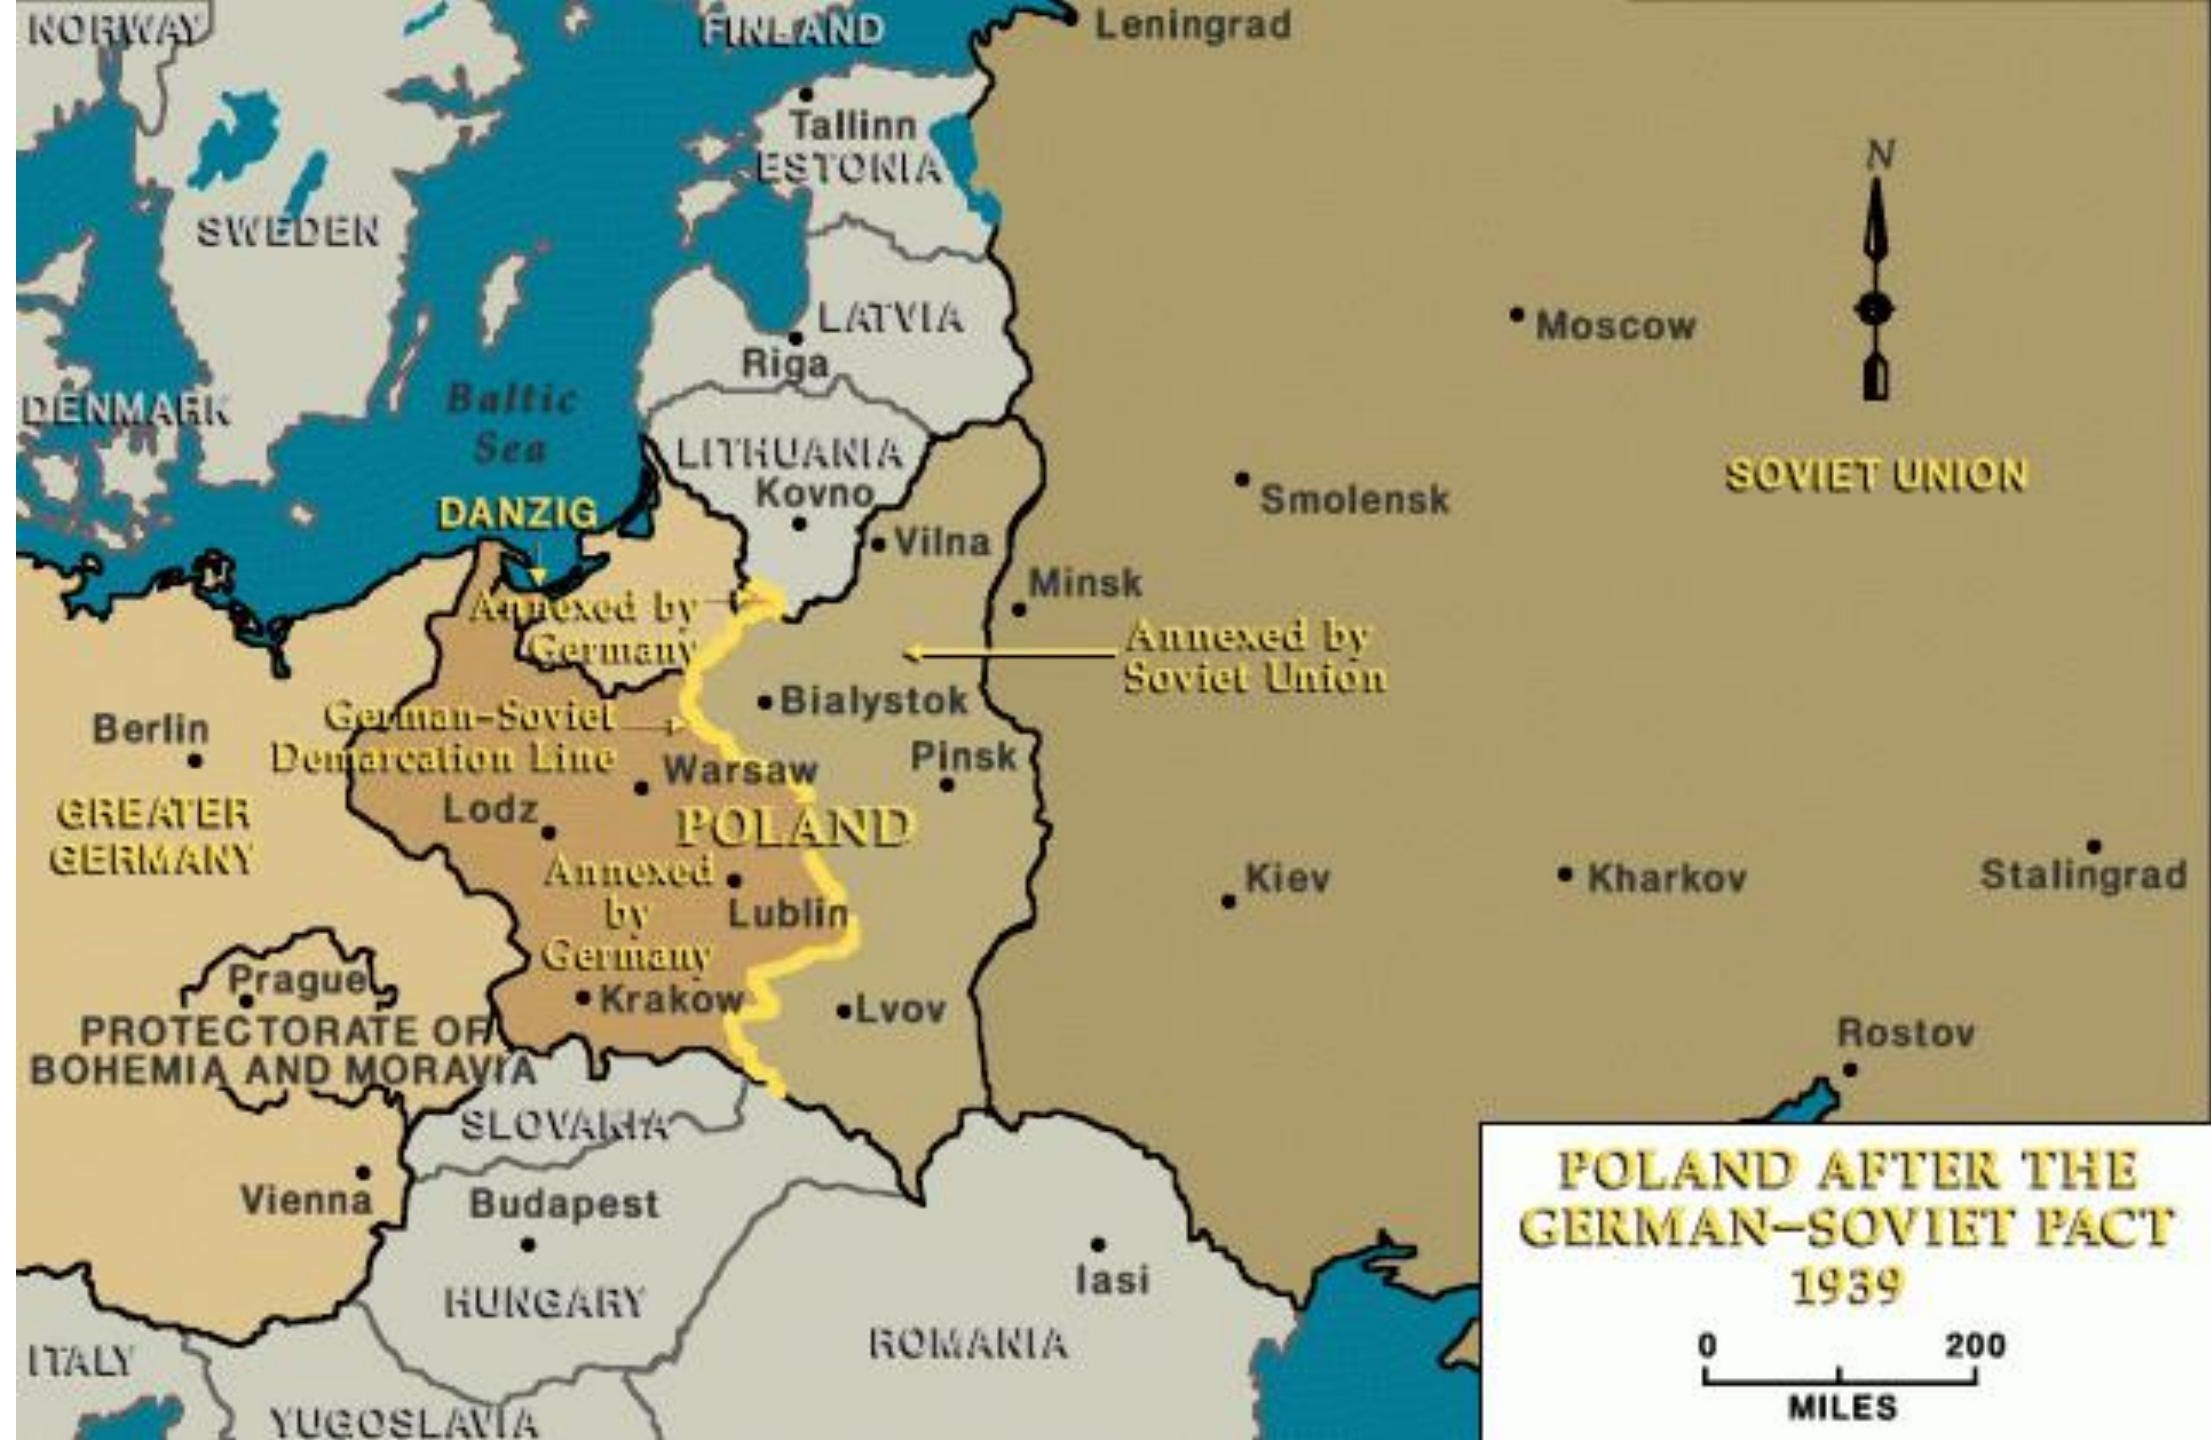 NORWAY
FINLAND
Leningrad
Tallinn
ESTONIA
N
SWEDEN
LATVIA
Riga
Moscow
DENMARK
Baltic
Sea
LITHUANIA
Kovno
SOVIET UNION
Smolensk
DANZIG
Vilna
Minsk
Annexed by
Germany
Annexed by
Soviet Union
Bialystok
German-Soviet
Demarcation Line
Berlin
Pinsk
Warsaw
Lodz
POLAND
GREATER
GERMANY
Annexed
by
Germany
Lublin
Kiev
Kharkov
Stalingrad
Prague
Krakow
Lvov
PROTECTORATE OF
BOHEMIA AND MORAVIA
Rostov
SLOVAKIA
Vienna
Budapest
HUNGARY
Iasi
ROMANIA
ITALY
YUGOSLAVIA
POLAND AFTER THE
GERMAN-SOVIET PACT
1939
0 200
MILES